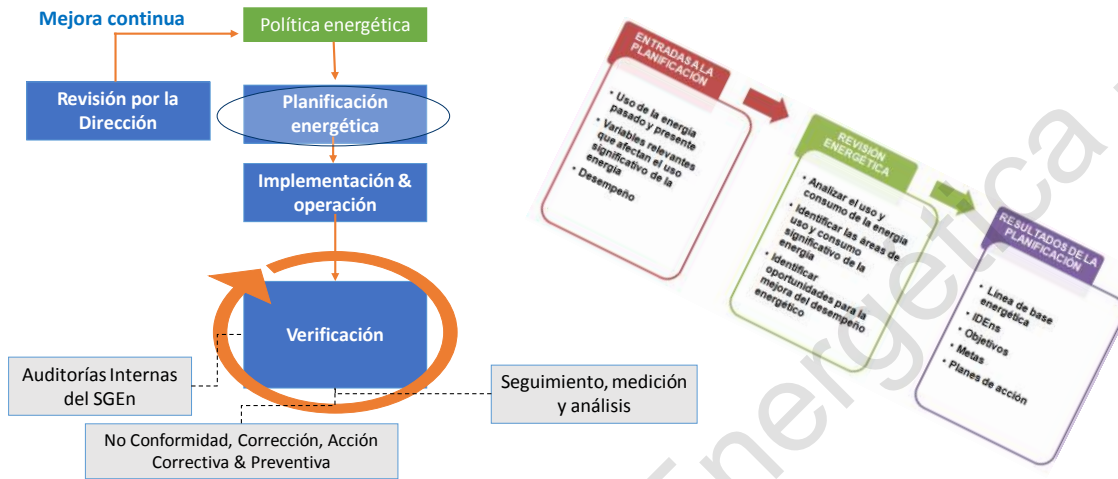 Mejora continua
Política energética
Revisión por la
Dirección
Planificación
energética
Implementación &
operación
Verificación
Auditorías Internas
del SGEn
Seguimiento, medición
y análisis
No Conformidad, Corrección, Acción
Correctiva & Preventiva
ENTRADAS A LA
PLANIFICACIÓN
• Uso de la energía
pasado y presente
• Variables relevantes
que afectan el uso
significativo de la
energía
• Desempeño
REVISIÓN
ENERGÉTICA
• Analizar el uso y
consumo de la energía
• Identificar las áreas de
uso y consumo
significativo de la
energía
• Identificar
oportunidades para la
mejora del desempeño
energético
RESULTADOS DE LA
PLANIFICACIÓN
• Línea de base
energética
• IDEns
• Objetivos
• Metas
• Planes de acción
Energética